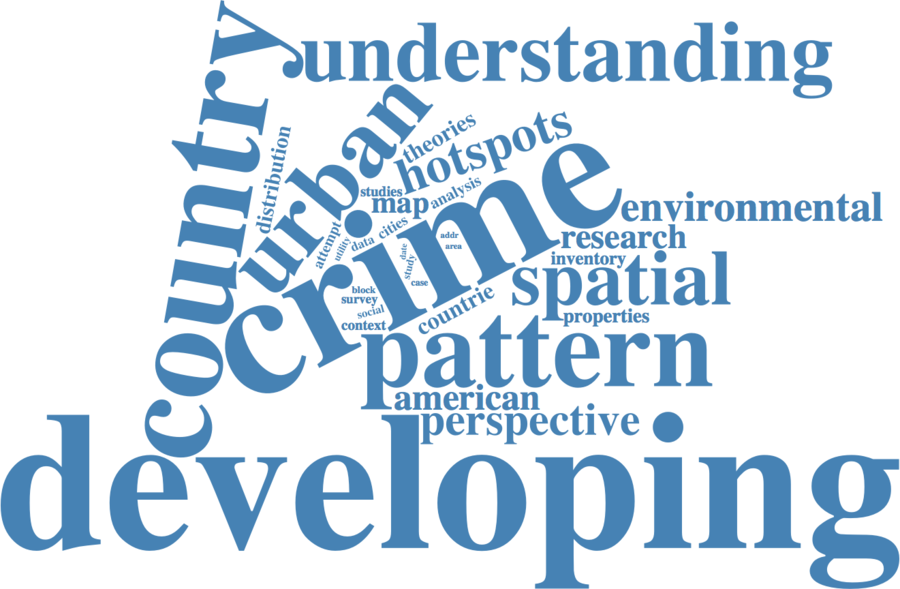 country
understanding
urban
theories
hotspots
distribution
studies
map
analysis
crime
environmental
attempt
utility
data
cities
addr
area
research
date
study
inventory
case
spatial
block
survey
social
context
countrie
properties
pattern
american
perspective
developing